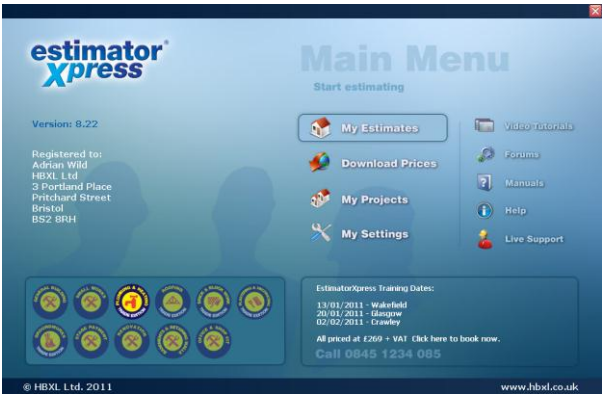 estimator
Xpress
Main Menu
Start estimating
Version: 8.22
Registered to:
Adrian Wild
HBXL Ltd
3 Portland Place
Pritchard Street
Bristol
BS2 8RH
My Estimates
Download Prices
My Projects
My Settings
Video Tutorials
Forums
Manuals
Help
Live Support
EstimatorXpress Training Dates:
13/01/2011 - Wakefield
20/01/2011 - Glasgow
02/02/2011 - Crawley
All priced at £269 + VAT Click here to book now.
Call 0845 1234 085
© HBXL Ltd. 2011
www.hbxl.co.uk